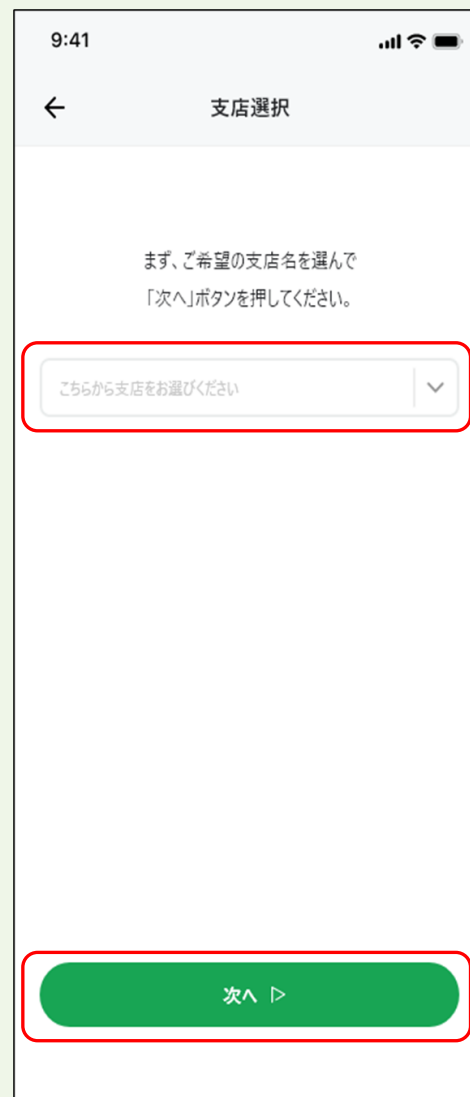 9:41
支店選択
まず、ご希望の支店名を選んで
「次へ」ボタンを押してください。
こちらから支店をお選びください
次へ ▷